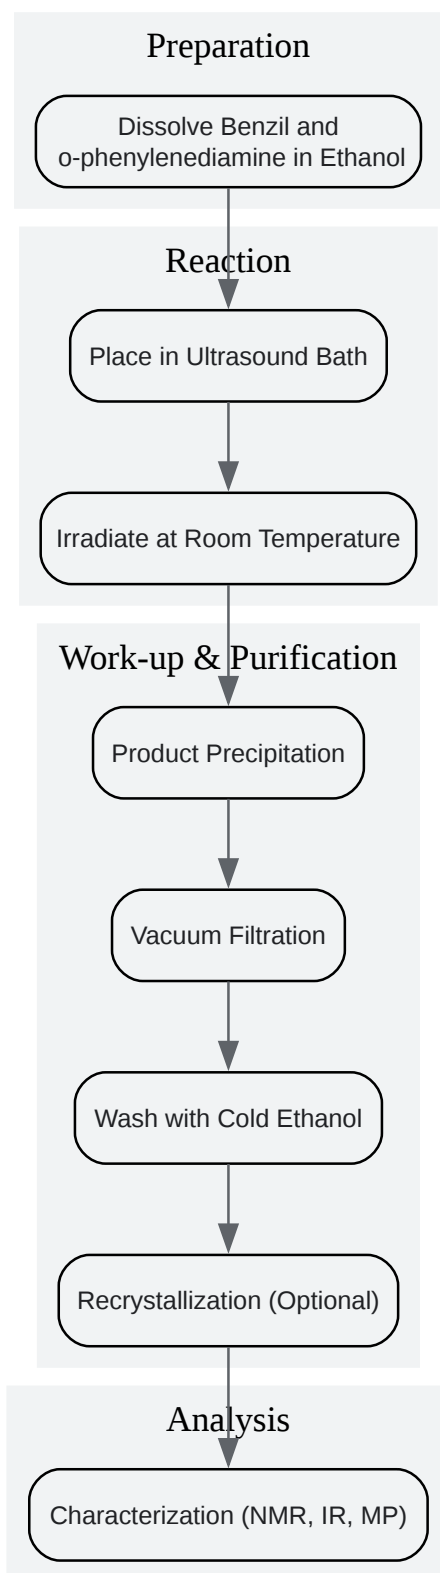 Preparation
Dissolve Benzil and
o-phenylenediamine in Ethanol
Reaction
Place in Ultrasound Bath
Irradiate at Room Temperature
Work-up & Purification
Product Precipitation
Vacuum Filtration
Wash with Cold Ethanol
Recrystallization (Optional)
Analysis
Characterization (NMR, IR, MP)